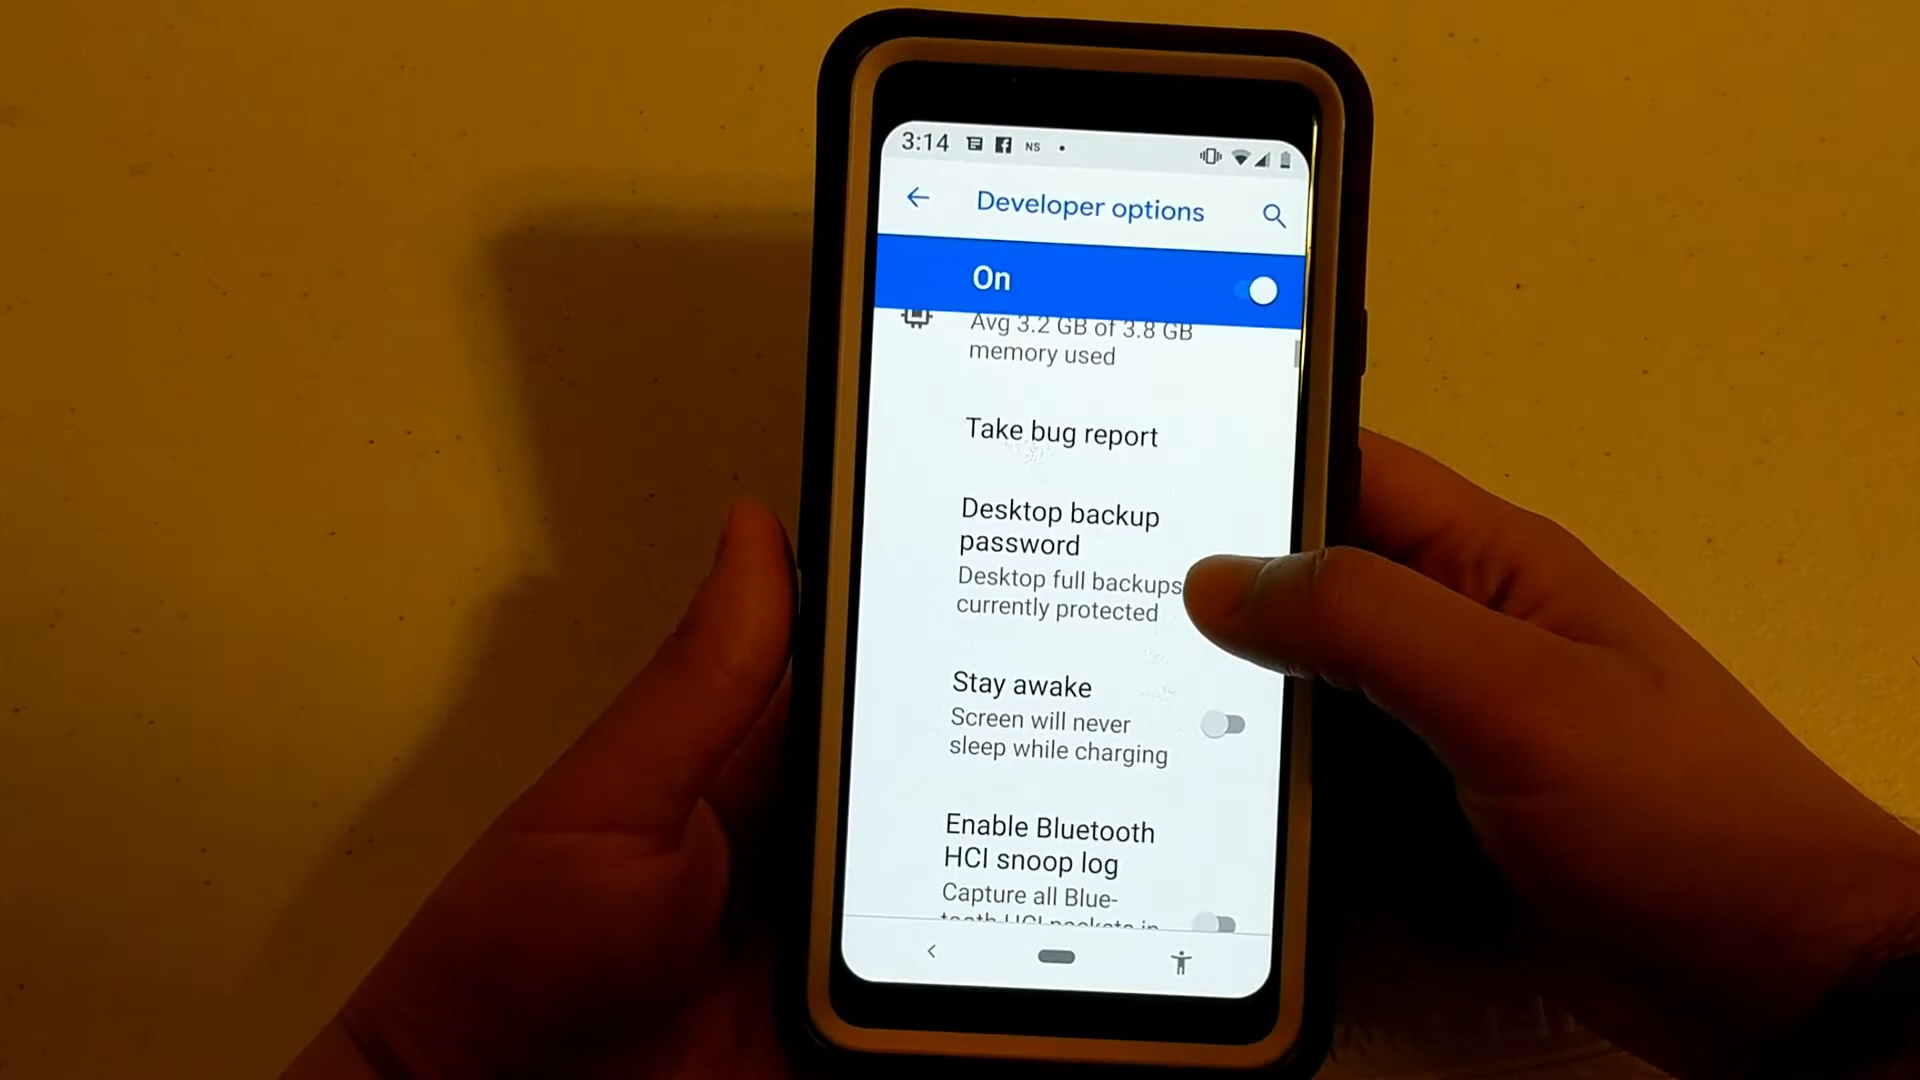 3:14 NS
Developer options
On
Avg 3.2 GB of 3.8 GB
memory used
Take bug report
Desktop backup
password
Desktop full backups
currently protected
Stay awake
Screen will never
sleep while charging
Enable Bluetooth
HCI snoop log
Capture all Blue-
tooth HCI packets in